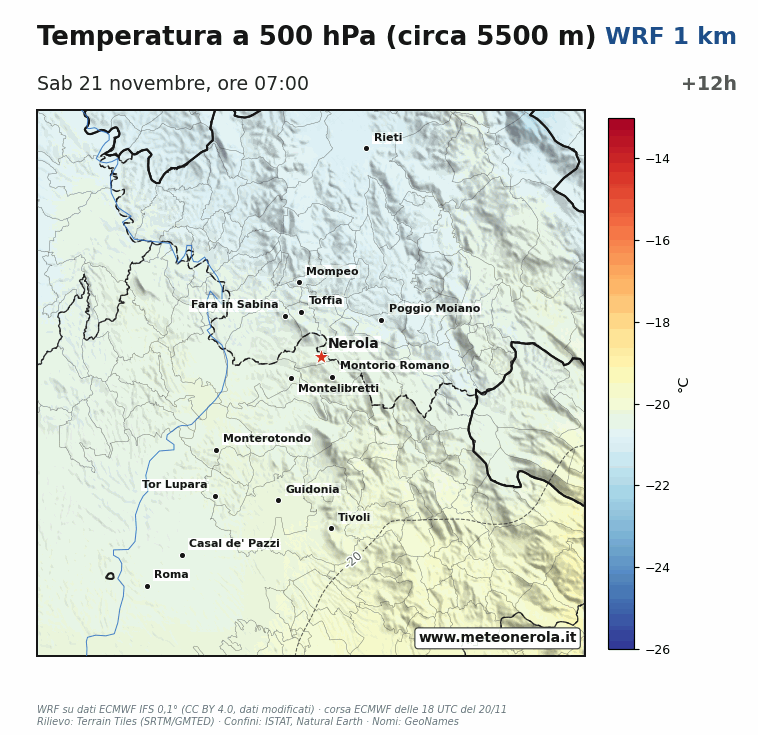 Temperatura a 500 hPa (circa 5500 m) WRF 1 km
Sab 21 novembre, ore 07:00 +12h
Rieti
Mompeo
Fara in Sabina
Toffia
Poggio Moiano
Nerola
Montorio Romano
Montelibretti
Monterotondo
Tor Lupara
Guidonia
Tivoli
Casal de' Pazzi
Roma
-20
www.meteonerola.it
−14
−16
−18
−20
−22
−24
−26
°C
WRF su dati ECMWF IFS 0,1° (CC BY 4.0, dati modificati) · corsa ECMWF delle 18 UTC del 20/11
Rilievo: Terrain Tiles (SRTM/GMTED) · Confini: ISTAT, Natural Earth · Nomi: GeoNames